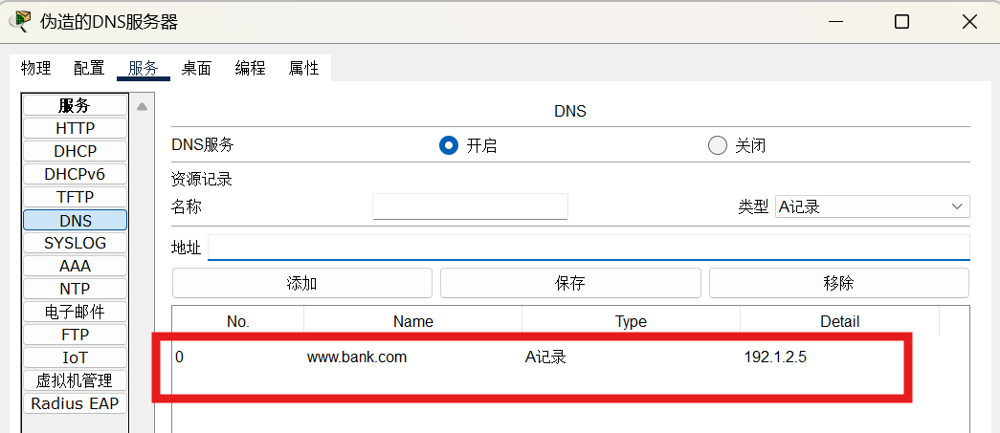 伪造的DNS服务器
物理 配置 服务 桌面 编程 属性
服务
HTTP
DHCP
DHCPv6
TFTP
DNS
SYSLOG
AAA
NTP
电子邮件
FTP
IoT
虚拟机管理
Radius EAP
DNS
DNS服务 开启 关闭
资源记录
名称 类型 A记录
地址
添加 保存 移除
No. Name Type Detail
0 www.bank.com A记录 192.1.2.5